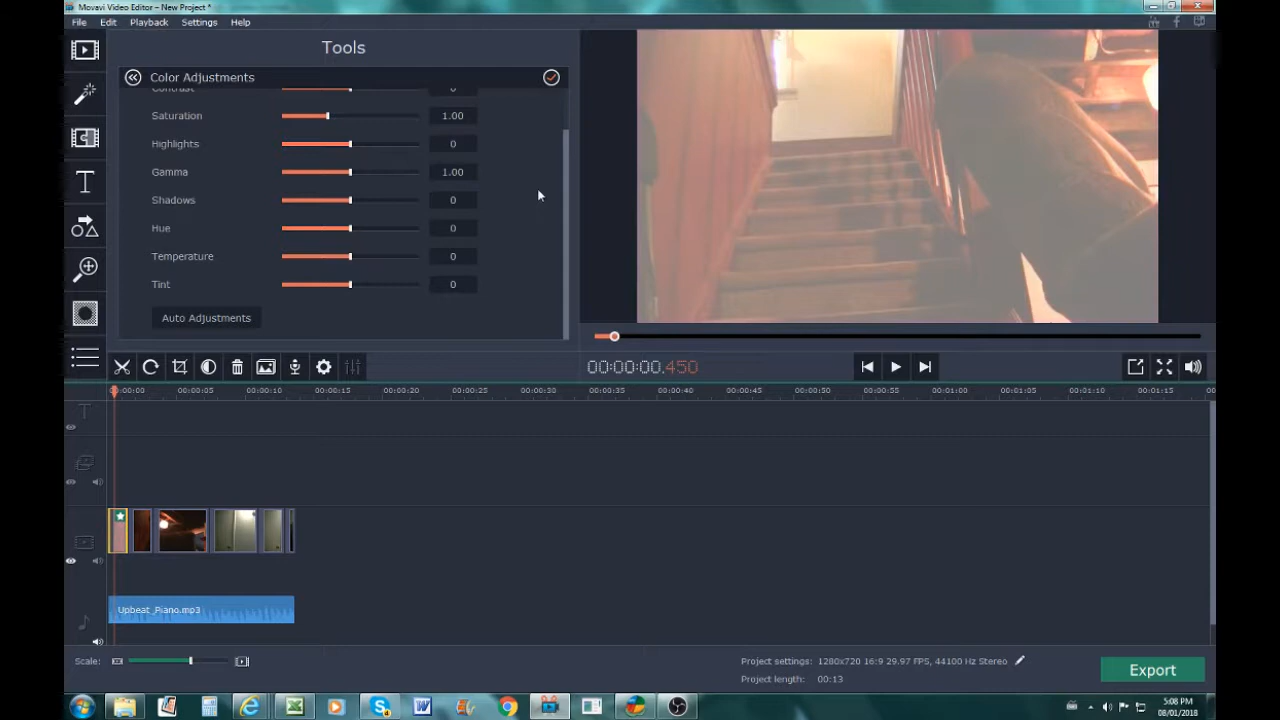 Movavi Video Editor – New Project *
File Edit Playback Settings Help
Tools
Color Adjustments
Contrast 0
Saturation 1.00
Highlights 0
Gamma 1.00
Shadows 0
Hue 0
Temperature 0
Tint 0
Auto Adjustments
00:00:00.450
00:00:00 00:00:05 00:00:10 00:00:15 00:00:20 00:00:25 00:00:30 00:00:35 00:00:40 00:00:45 00:00:50 00:00:55 00:01:00 00:01:05 00:01:10 00:01:15
Upbeat_Piano.mp3
Scale:
Project settings: 1280x720 16:9 29.97 FPS, 44100 Hz Stereo
Project length: 00:13
Export
5:08 PM
08/01/2018